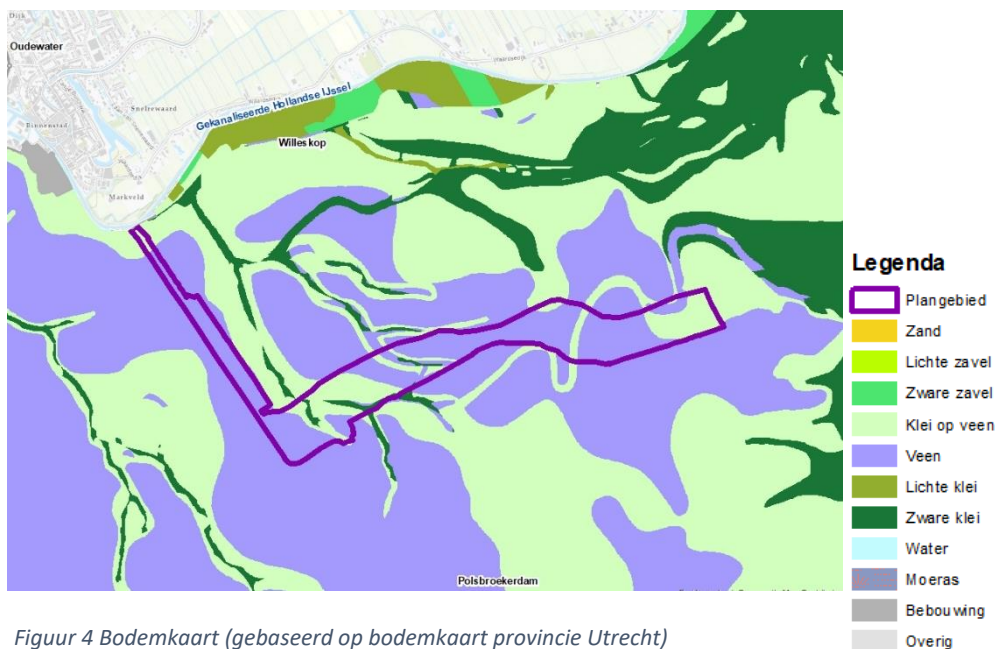 Oudewater
Snelrewaard
Binnenstad
Markveld
Gekanaliseerde Hollandse IJssel
Willeskop
Polsbroekerdam
Legenda
Plangebied
Zand
Lichte zavel
Zware zavel
Klei op veen
Veen
Lichte klei
Zware klei
Water
Moeras
Bebouwing
Overig
Figuur 4 Bodemkaart (gebaseerd op bodemkaart provincie Utrecht)